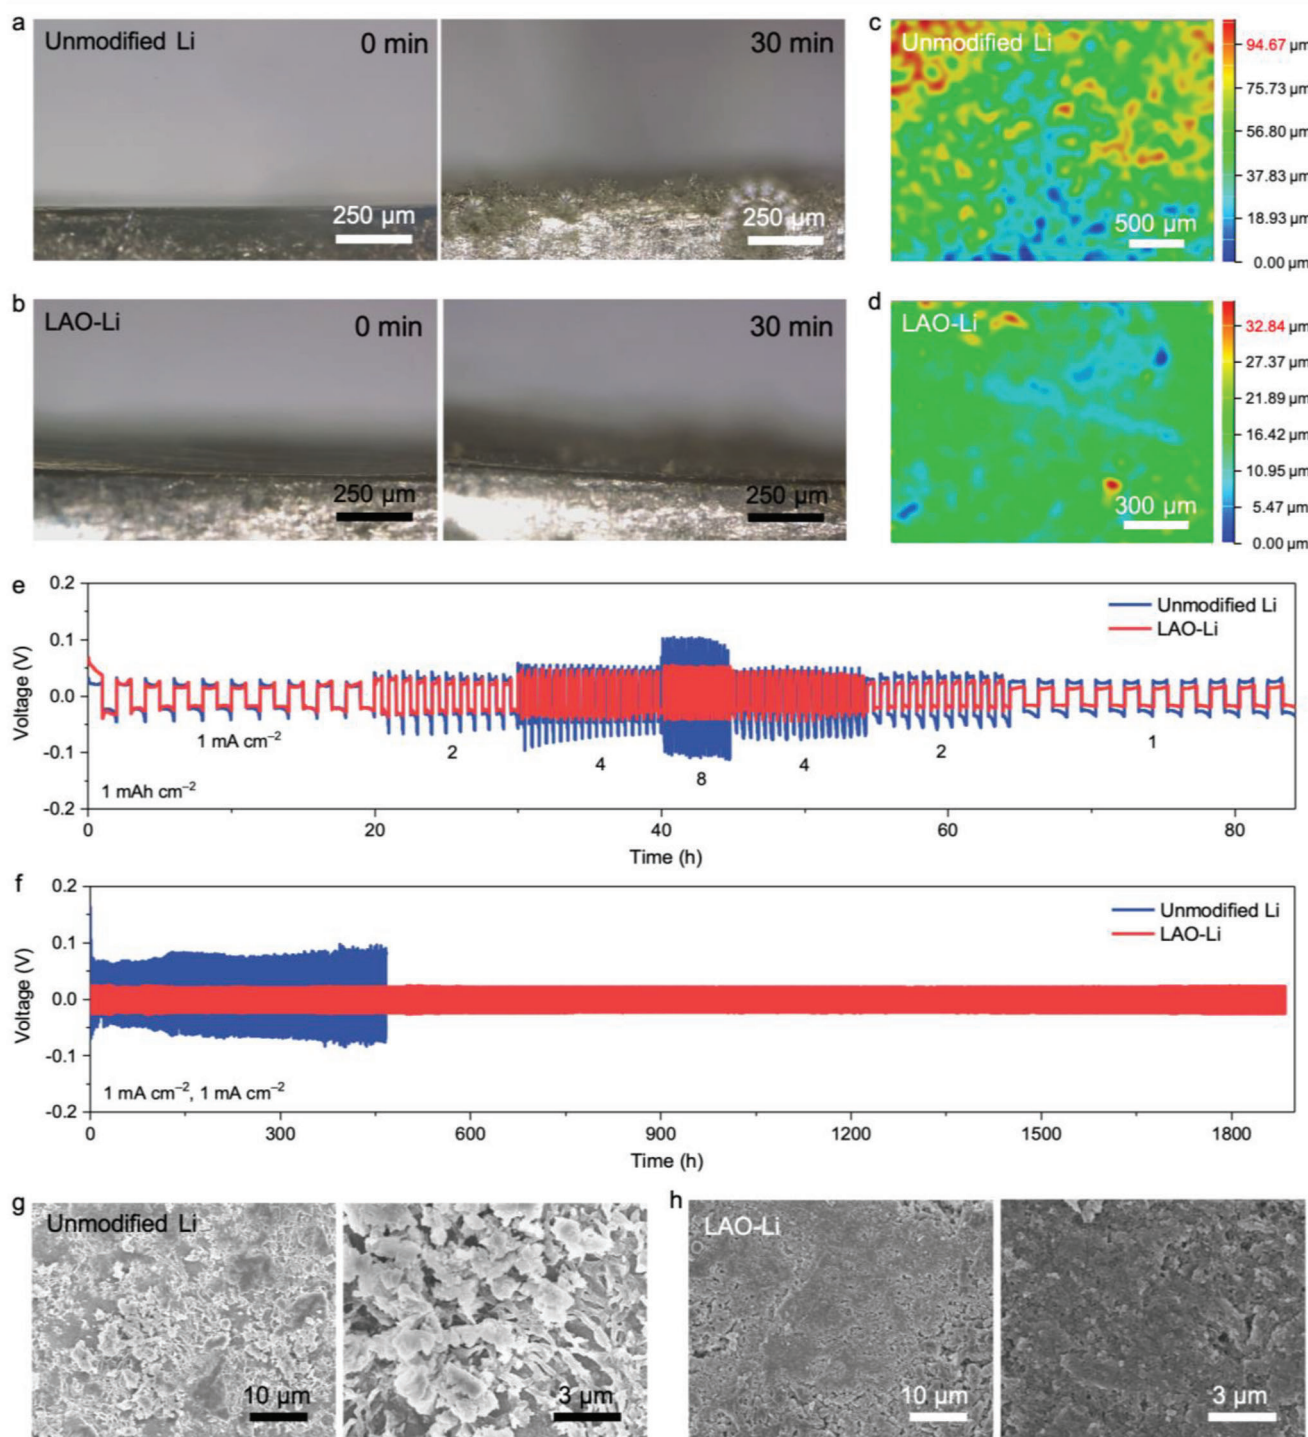 a
Unmodified Li
0 min
250 µm
30 min
250 µm
c
Unmodified Li
500 µm
94.67 µm
75.73 µm
56.80 µm
37.83 µm
18.93 µm
0.00 µm
b
LAO-Li
0 min
250 µm
30 min
250 µm
d
LAO-Li
300 µm
32.84 µm
27.37 µm
21.89 µm
16.42 µm
10.95 µm
5.47 µm
0.00 µm
e
Voltage (V)
0.2
0.1
0.0
-0.1
-0.2
Unmodified Li
LAO-Li
1 mA cm⁻²
2
4
8
4
2
1
1 mAh cm⁻²
0
20
40
60
80
Time (h)
f
Voltage (V)
0.2
0.1
0.0
-0.1
-0.2
Unmodified Li
LAO-Li
1 mA cm⁻², 1 mA cm⁻²
0
300
600
900
1200
1500
1800
Time (h)
g
Unmodified Li
10 µm
3 µm
h
LAO-Li
10 µm
3 µm